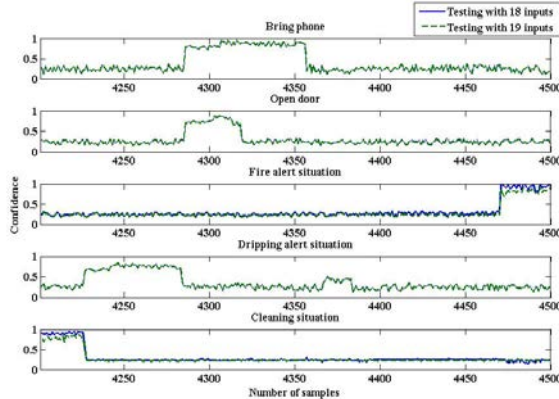 Testing with 18 inputs
Testing with 19 inputs
Bring phone
1
0.5
0
4250 4300 4350 4400 4450 4500
Open door
1
0.5
0
4250 4300 4350 4400 4450 4500
Fire alert situation
Confidence
1
0.5
0
4250 4300 4350 4400 4450 4500
Dripping alert situation
1
0.5
0
4250 4300 4350 4400 4450 4500
Cleaning situation
1
0.5
0
4250 4300 4350 4400 4450 4500
Number of samples